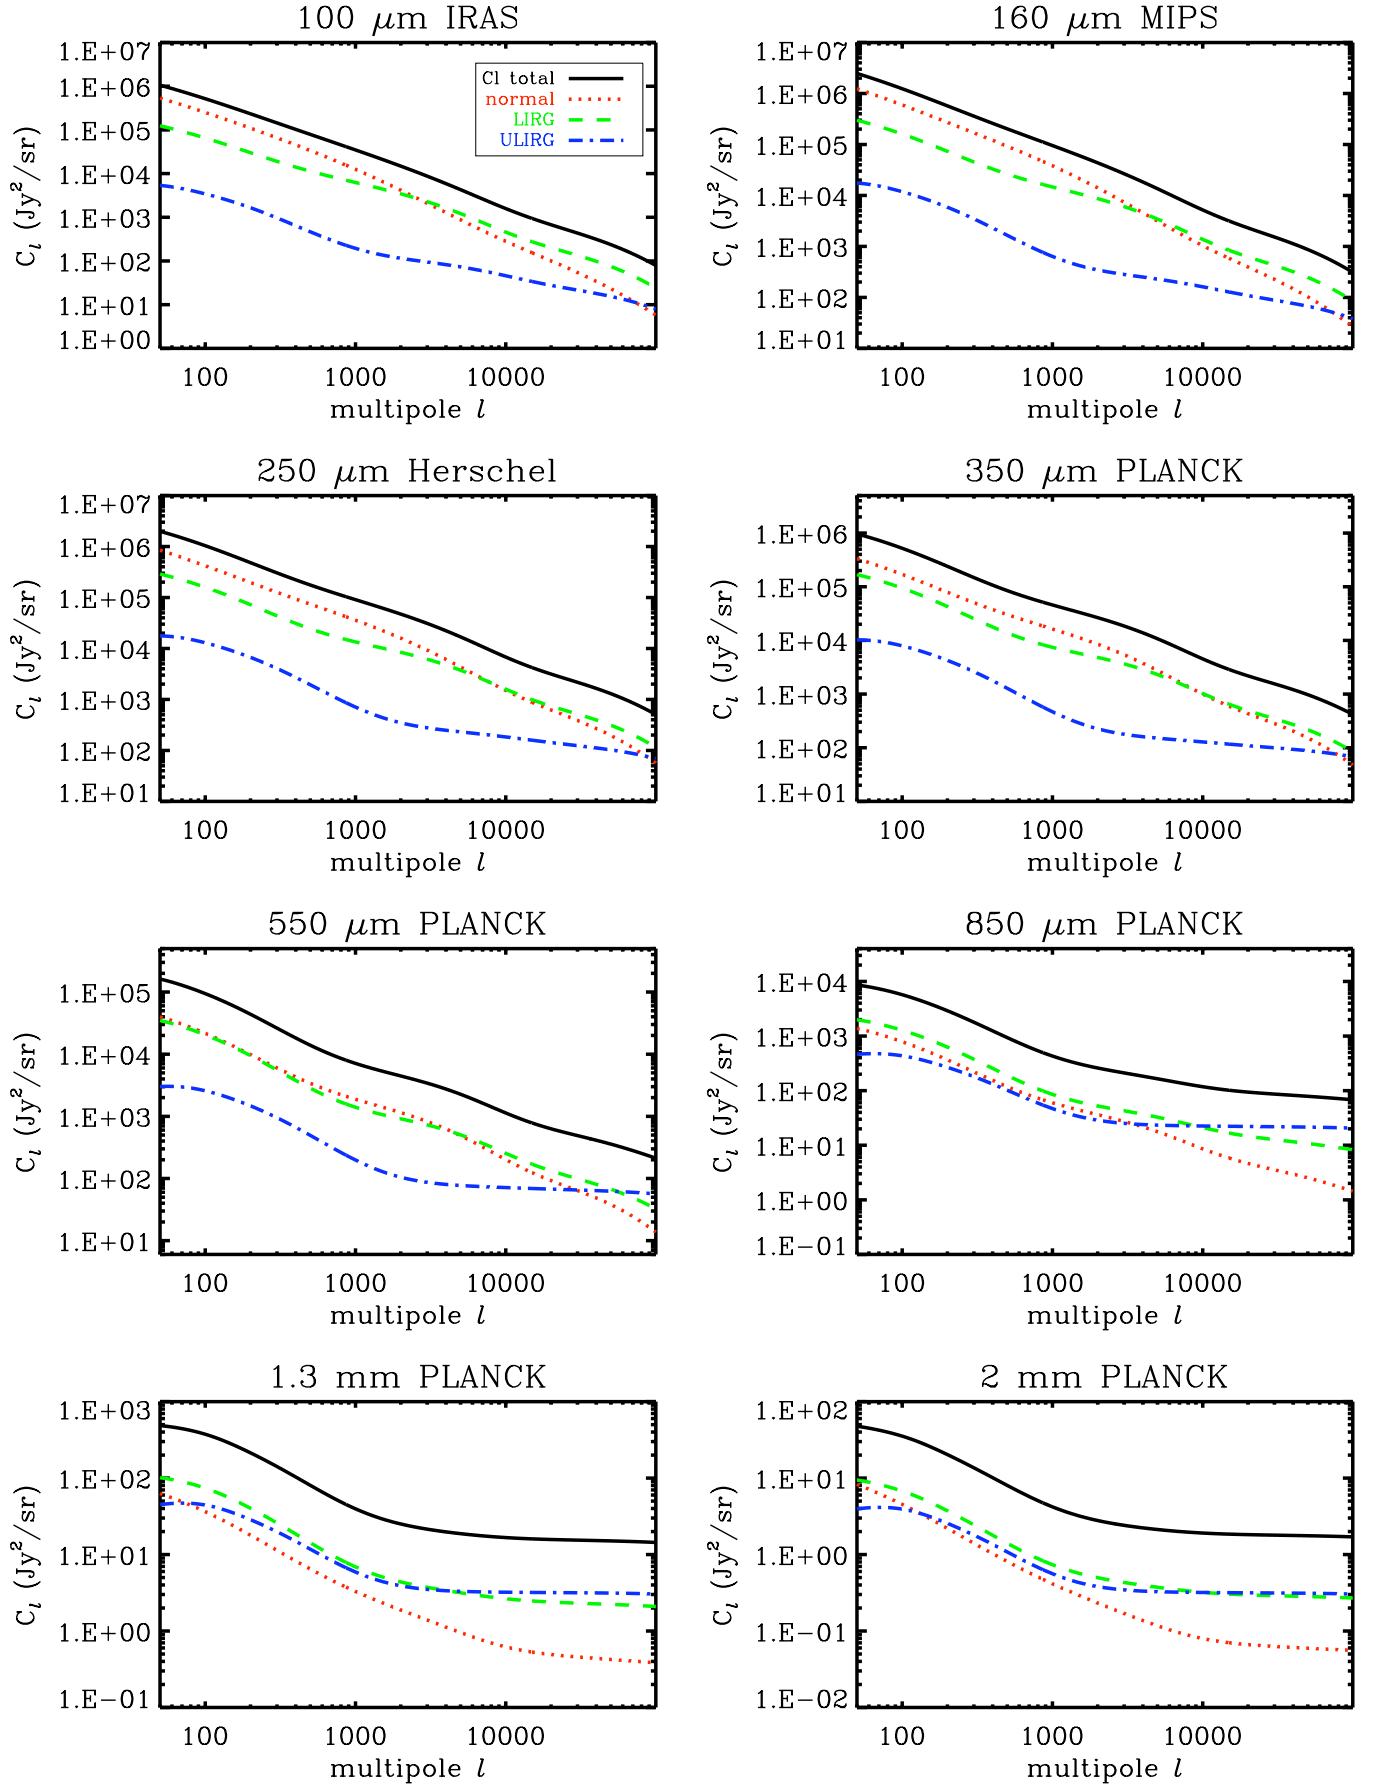 100 μm IRAS
C_l (Jy²/sr)
1.E+07
1.E+06
1.E+05
1.E+04
1.E+03
1.E+02
1.E+01
1.E+00
Cl total
normal
LIRG
ULIRG
100 1000 10000
multipole l
160 μm MIPS
C_l (Jy²/sr)
1.E+07
1.E+06
1.E+05
1.E+04
1.E+03
1.E+02
1.E+01
100 1000 10000
multipole l
250 μm Herschel
C_l (Jy²/sr)
1.E+07
1.E+06
1.E+05
1.E+04
1.E+03
1.E+02
1.E+01
100 1000 10000
multipole l
350 μm PLANCK
C_l (Jy²/sr)
1.E+06
1.E+05
1.E+04
1.E+03
1.E+02
1.E+01
100 1000 10000
multipole l
550 μm PLANCK
C_l (Jy²/sr)
1.E+05
1.E+04
1.E+03
1.E+02
1.E+01
100 1000 10000
multipole l
850 μm PLANCK
C_l (Jy²/sr)
1.E+04
1.E+03
1.E+02
1.E+01
1.E+00
1.E−01
100 1000 10000
multipole l
1.3 mm PLANCK
C_l (Jy²/sr)
1.E+03
1.E+02
1.E+01
1.E+00
1.E−01
100 1000 10000
multipole l
2 mm PLANCK
C_l (Jy²/sr)
1.E+02
1.E+01
1.E+00
1.E−01
1.E−02
100 1000 10000
multipole l